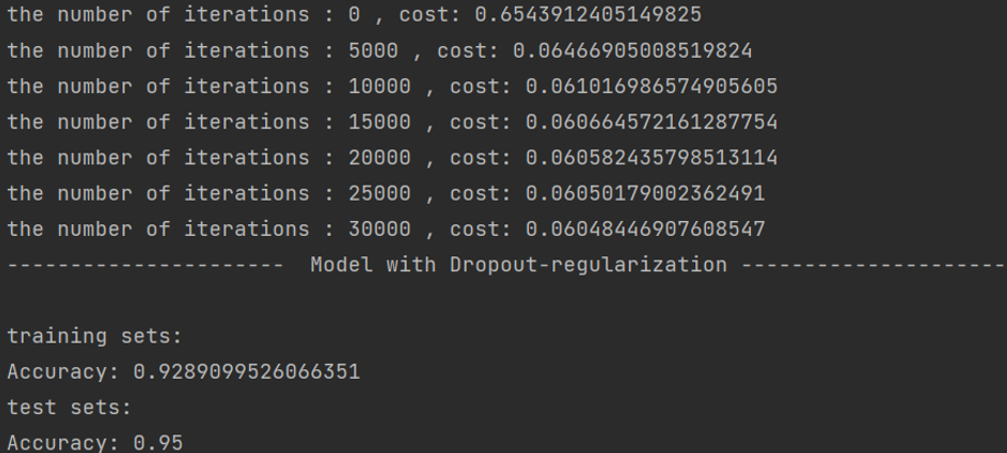 the number of iterations : 0 , cost: 0.6543912405149825
the number of iterations : 5000 , cost: 0.06466905008519824
the number of iterations : 10000 , cost: 0.061016986574905605
the number of iterations : 15000 , cost: 0.060664572161287754
the number of iterations : 20000 , cost: 0.060582435798513114
the number of iterations : 25000 , cost: 0.06050179002362491
the number of iterations : 30000 , cost: 0.06048446907608547
---------------------- Model with Dropout-regularization ---------------------
training sets:
Accuracy: 0.9289099526066351
test sets:
Accuracy: 0.95